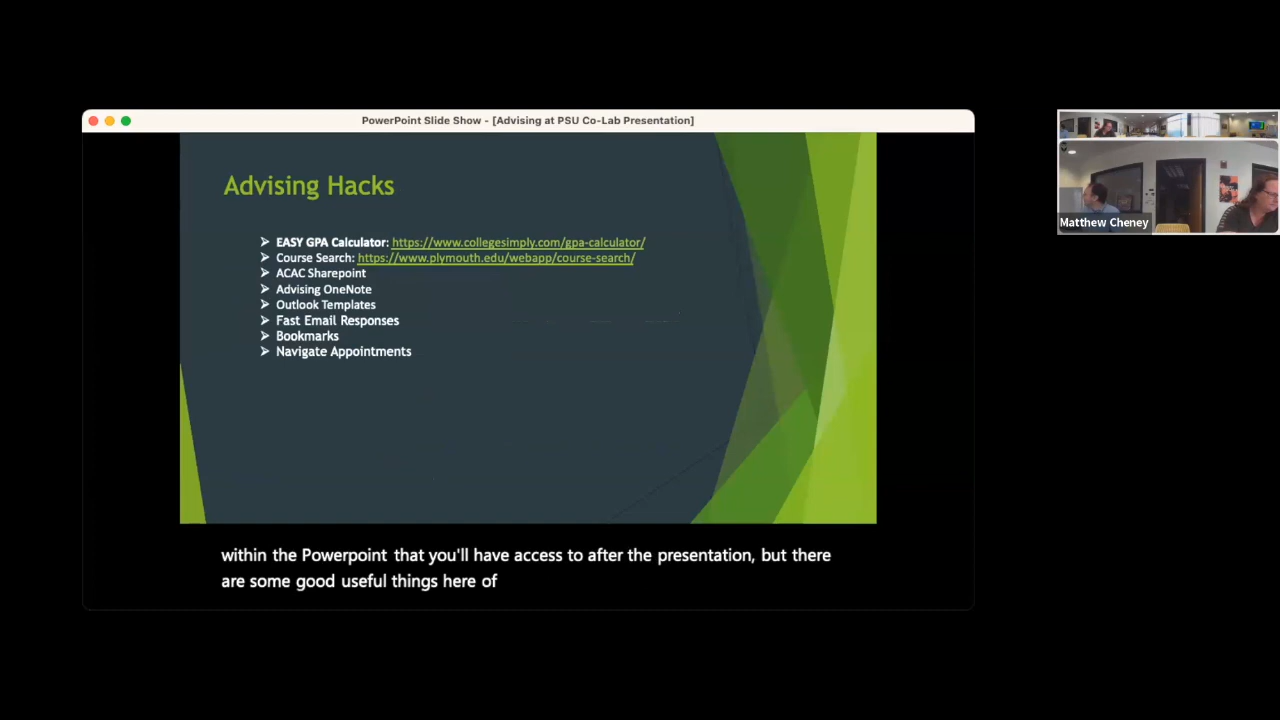 PowerPoint Slide Show - [Advising at PSU Co-Lab Presentation]
Advising Hacks
EASY GPA Calculator: https://www.collegesimply.com/gpa-calculator/
Course Search: https://www.plymouth.edu/webapp/course-search/
ACAC Sharepoint
Advising OneNote
Outlook Templates
Fast Email Responses
Bookmarks
Navigate Appointments
within the Powerpoint that you'll have access to after the presentation, but there
are some good useful things here of
Matthew Cheney